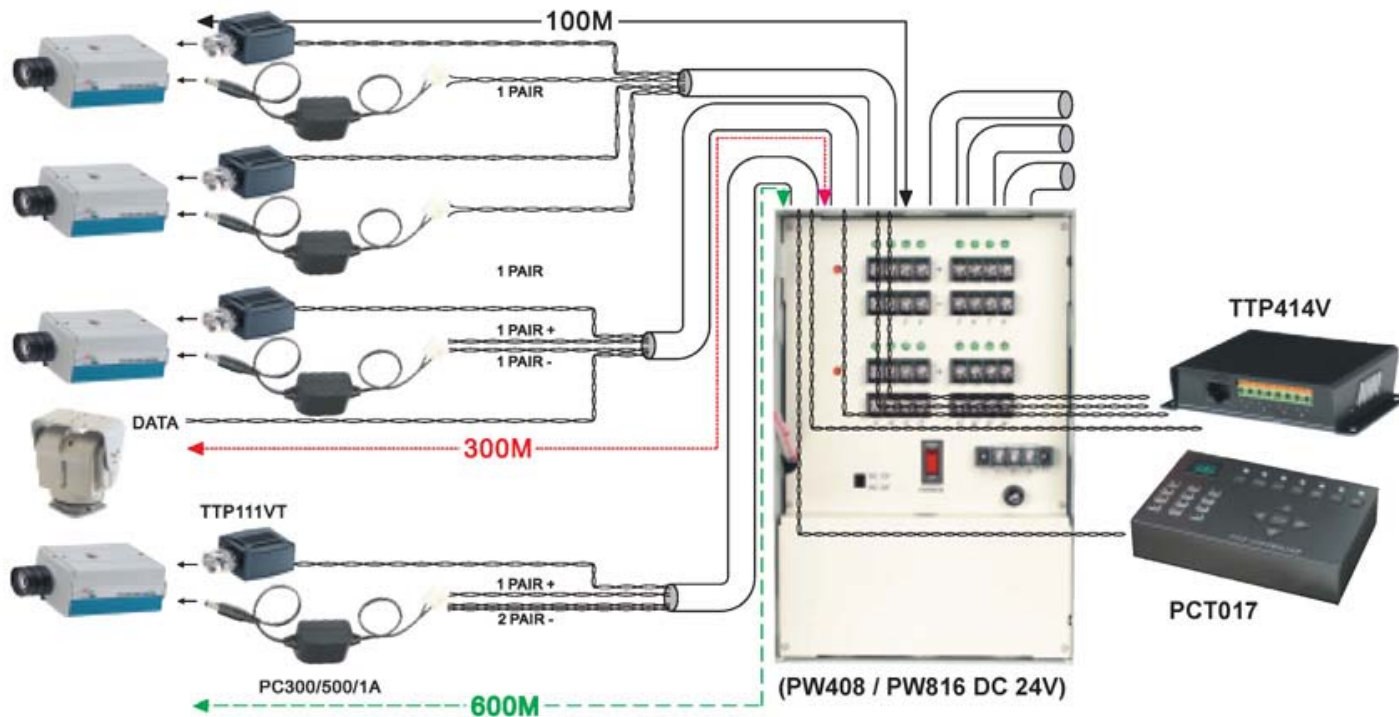 100M
1 PAIR
1 PAIR
1 PAIR +
1 PAIR -
DATA
300M
TTP111VT
1 PAIR +
2 PAIR -
PC300/500/1A
600M
(PW408 / PW816 DC 24V)
TTP414V
PCT017